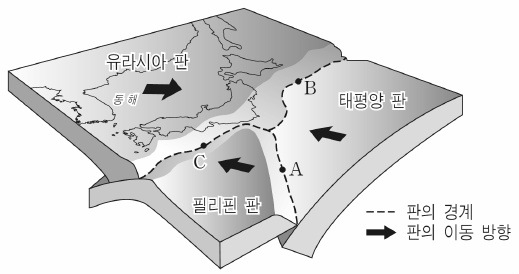 유라시아 판
동해
B
태평양 판
C
A
필리핀 판
판의 경계
판의 이동 방향